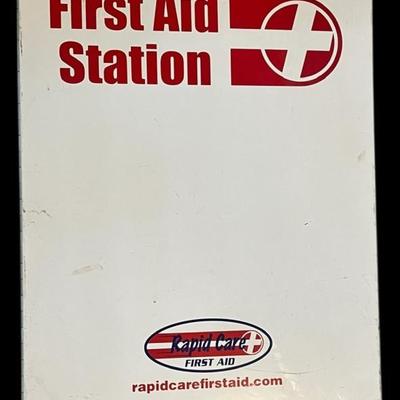 First Aid
Station
Rapid Care
FIRST AID
rapidcarefirstaid.com